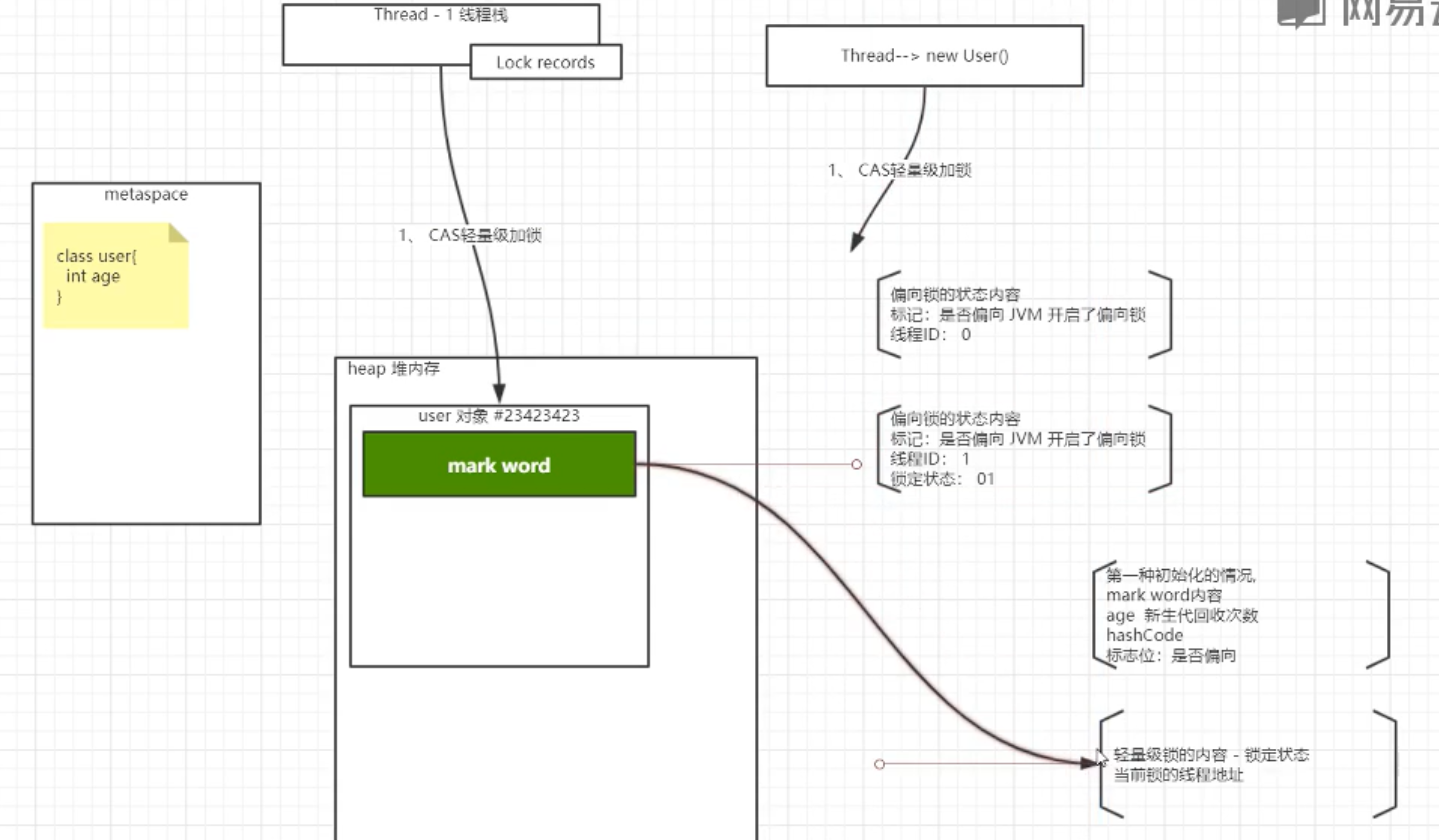 Thread - 1 线程栈
Lock records
Thread--> new User()
1、 CAS轻量级加锁
metaspace
class user{
int age
}
1、 CAS轻量级加锁
偏向锁的状态内容
标记：是否偏向 JVM 开启了偏向锁
线程ID： 0
heap 堆内存
user 对象 #23423423
mark word
偏向锁的状态内容
标记：是否偏向 JVM 开启了偏向锁
线程ID： 1
锁定状态： 01
第一种初始化的情况,
mark word内容
age 新生代回收次数
hashCode
标志位：是否偏向
轻量级锁的内容 - 锁定状态
当前锁的线程地址